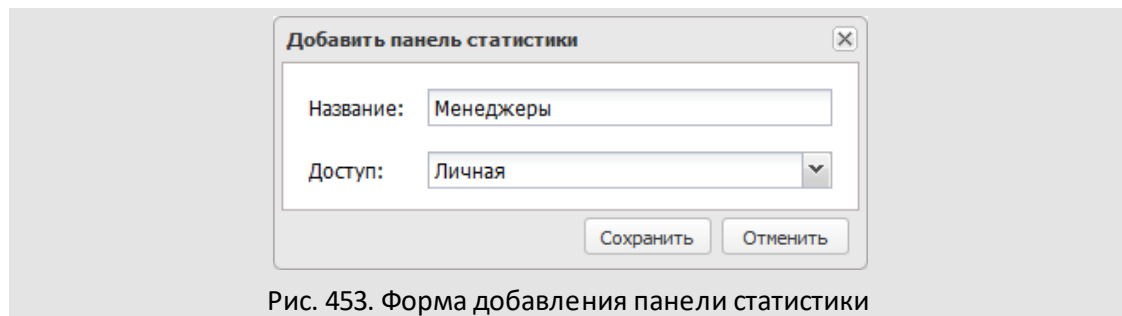 Добавить панель статистики
Название: Менеджеры
Доступ: Личная
Сохранить Отменить
Рис. 453. Форма добавления панели статистики